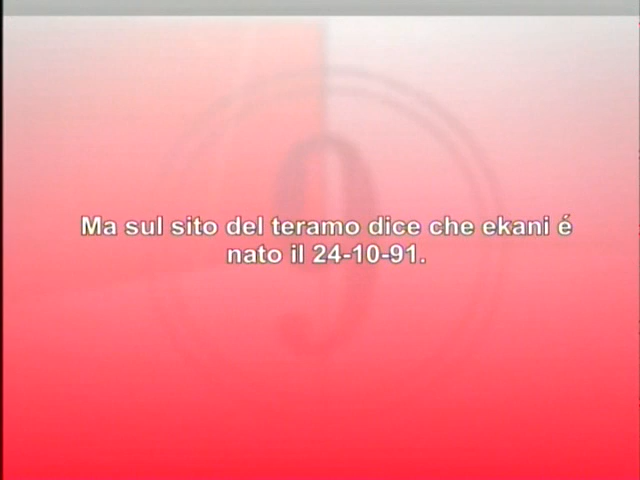 Ma sul sito del teramo dice che ekani é
nato il 24-10-91.